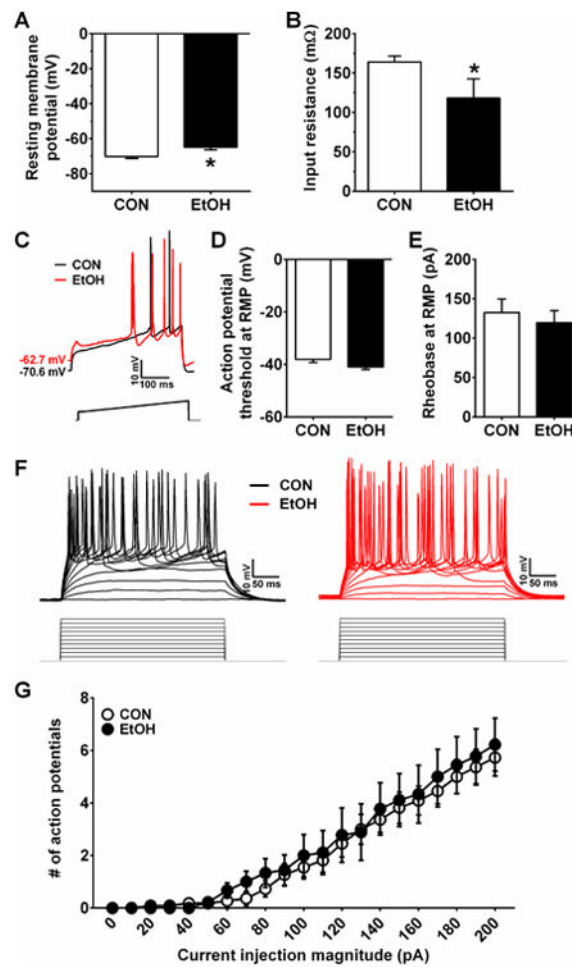 A
Resting membrane
potential (mV)
0
-20
-40
-60
-80
*
CON
EtOH
B
Input resistance (mΩ)
200
150
100
50
0
*
CON
EtOH
C
CON
EtOH
-62.7 mV
-70.6 mV
10 mV
100 ms
D
Action potential
threshold at RMP (mV)
0
-20
-40
-60
CON
EtOH
E
Rheobase at RMP (pA)
200
150
100
50
0
CON
EtOH
F
CON
EtOH
10 mV
50 ms
10 mV
50 ms
G
CON
EtOH
# of action potentials
8
6
4
2
0
0 20 40 60 80 100 120 140 160 180 200
Current injection magnitude (pA)